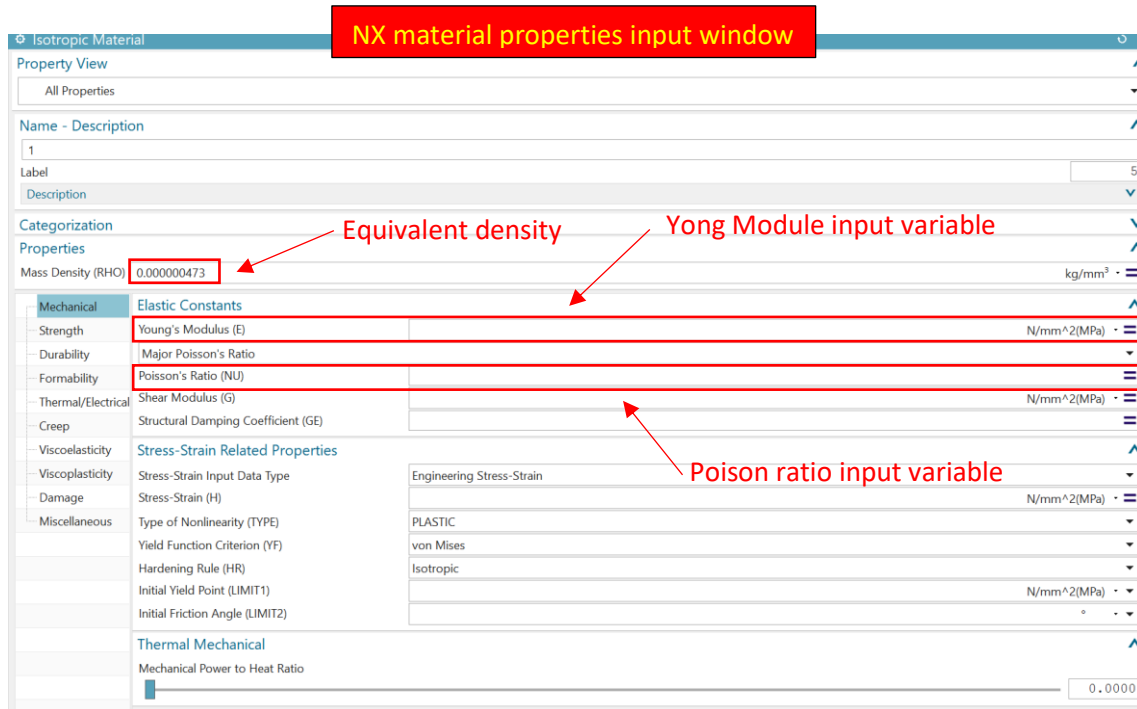 NX material properties input window
Isotropic Material
Property View
All Properties
Name - Description
1
Label 5
Description
Categorization
Equivalent density
Yong Module input variable
Properties
Mass Density (RHO) 0.000000473 kg/mm³
Mechanical Elastic Constants
Strength Young's Modulus (E) N/mm^2(MPa)
Durability Major Poisson's Ratio
Formability Poisson's Ratio (NU)
Thermal/Electrical Shear Modulus (G) N/mm^2(MPa)
Creep Structural Damping Coefficient (GE)
Viscoelasticity Stress-Strain Related Properties
Poison ratio input variable
Viscoplasticity Stress-Strain Input Data Type Engineering Stress-Strain
Damage Stress-Strain (H) N/mm^2(MPa)
Miscellaneous Type of Nonlinearity (TYPE) PLASTIC
Yield Function Criterion (YF) von Mises
Hardening Rule (HR) Isotropic
Initial Yield Point (LIMIT1) N/mm^2(MPa)
Initial Friction Angle (LIMIT2) °
Thermal Mechanical
Mechanical Power to Heat Ratio
0.0000